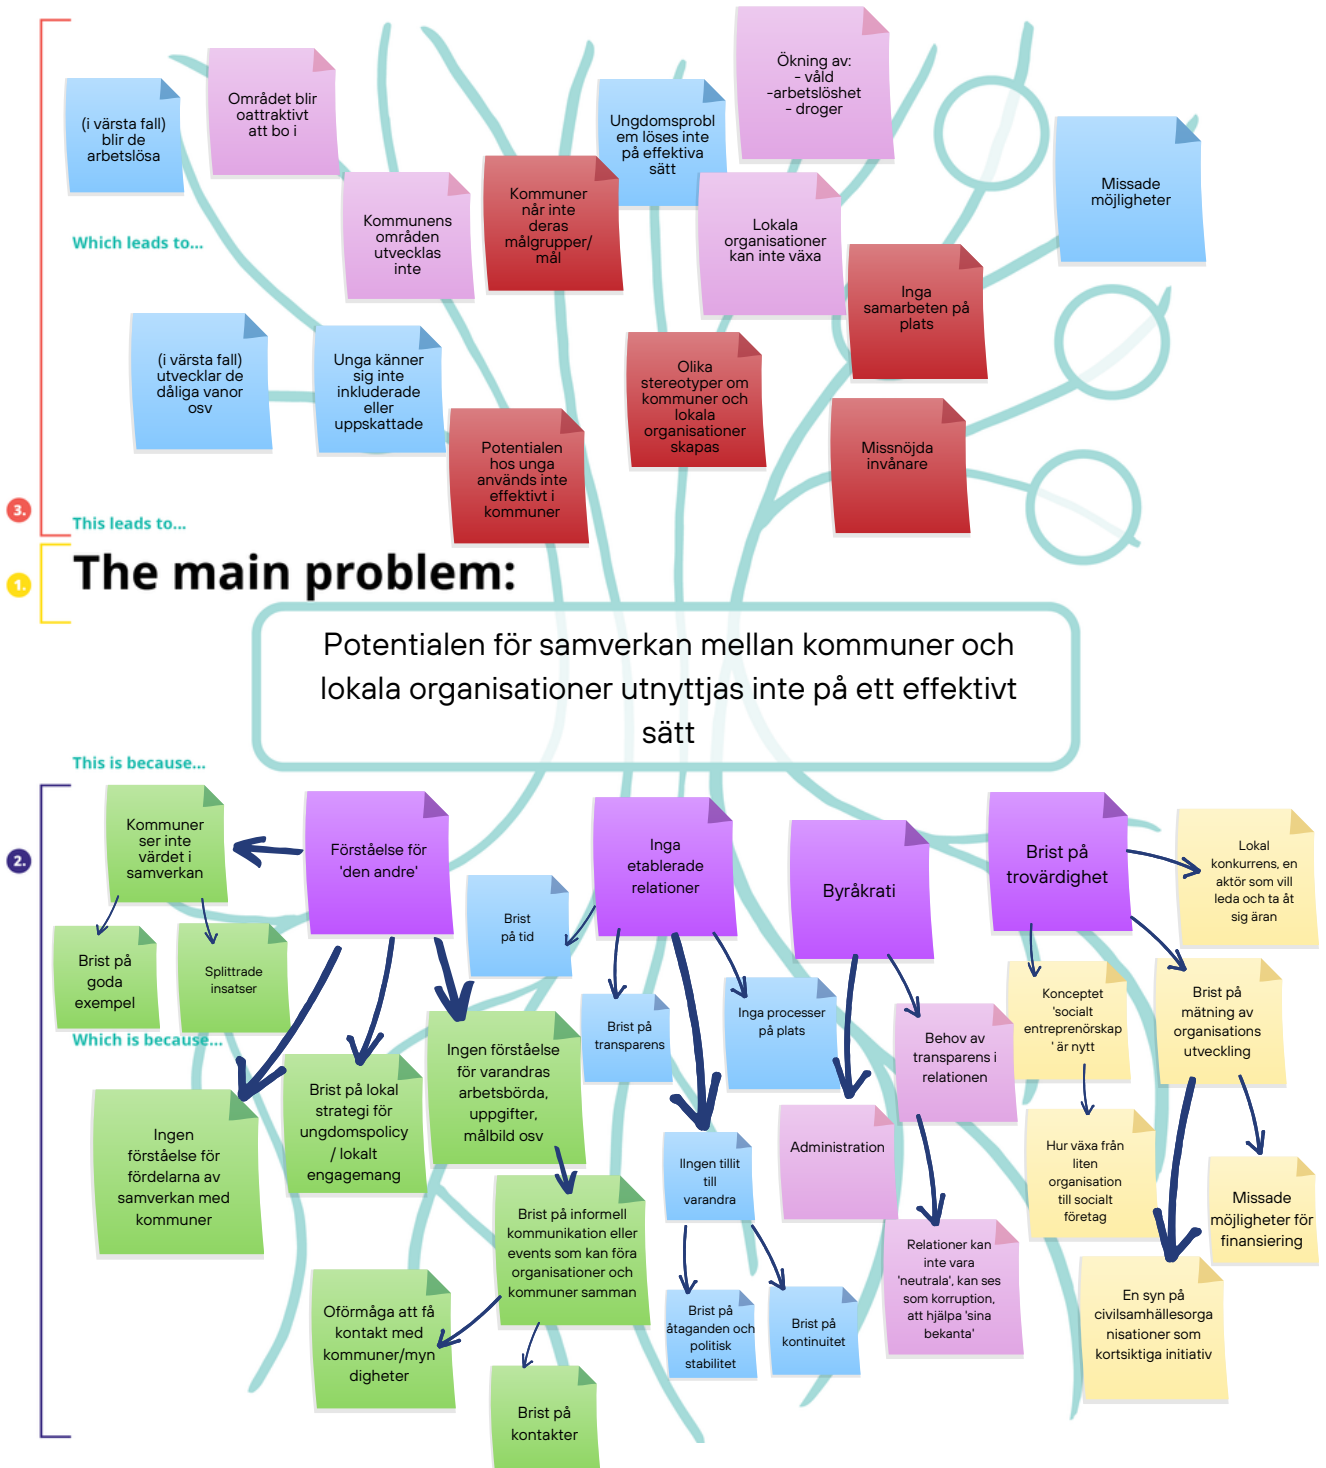 Ökning av:
- våld
-arbetslöshet
- droger
Området blir
oattraktivt
att bo i
(i värsta fall)
blir de
arbetslösa
Ungdomsprobl
em löses inte
på effektiva
sätt
Missade
möjligheter
Kommuner
når inte
deras
målgrupper/
mål
Kommunens
områden
utvecklas
inte
Lokala
organisationer
kan inte växa
Which leads to...
Inga
samarbeten på
plats
(i värsta fall)
utvecklar de
dåliga vanor
osv
Unga känner
sig inte
inkluderade
eller
uppskattade
Olika
stereotyper om
kommuner och
lokala
organisationer
skapas
Potentialen
hos unga
används inte
effektivt i
kommuner
Missnöjda
invånare
3.
This leads to...
1.
The main problem:
Potentialen för samverkan mellan kommuner och
lokala organisationer utnyttjas inte på ett effektivt
sätt
This is because...
2.
Kommuner
ser inte
värdet i
samverkan
Förståelse för
'den andre'
Inga
etablerade
relationer
Byråkrati
Brist på
trovärdighet
Lokal
konkurrens, en
aktör som vill
leda och ta åt
sig äran
Brist
på tid
Brist på
goda
exempel
Splittrade
insatser
Which is because...
Brist på
transparens
Inga processer
på plats
Behov av
transparens i
relationen
Konceptet
'socialt
entreprenörskap
' är nytt
Brist på
mätning av
organisations
utveckling
Ingen
förståelse för
fördelarna av
samverkan med
kommuner
Brist på lokal
strategi för
ungdomspolicy
/ lokalt
engagemang
Ingen förståelse
för varandras
arbetsbörda,
uppgifter,
målbild osv
IIngen tillit
till
varandra
Administration
Hur växa från
liten
organisation
till socialt
företag
Missade
möjligheter för
finansiering
Brist på informell
kommunikation eller
events som kan föra
organisationer och
kommuner samman
Relationer kan
inte vara
'neutrala', kan ses
som korruption,
att hjälpa 'sina
bekanta'
Oförmåga att få
kontakt med
kommuner/myn
digheter
Brist på
åtaganden och
politisk
stabilitet
Brist på
kontinuitet
En syn på
civilsamhällesorga
nisationer som
kortsiktiga initiativ
Brist på
kontakter